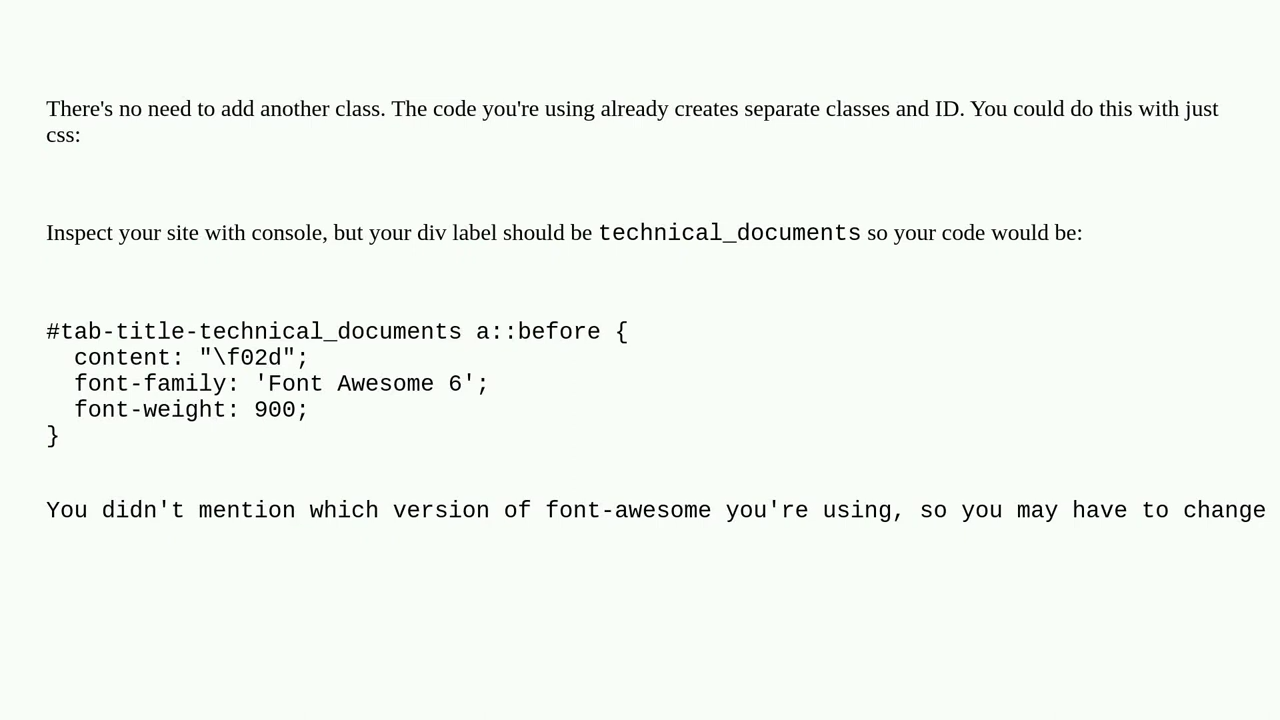 There's no need to add another class. The code you're using already creates separate classes and ID. You could do this with just
css:
Inspect your site with console, but your div label should be technical_documents so your code would be:
#tab-title-technical_documents a::before {
  content: "\f02d";
  font-family: 'Font Awesome 6';
  font-weight: 900;
}
You didn't mention which version of font-awesome you're using, so you may have to change